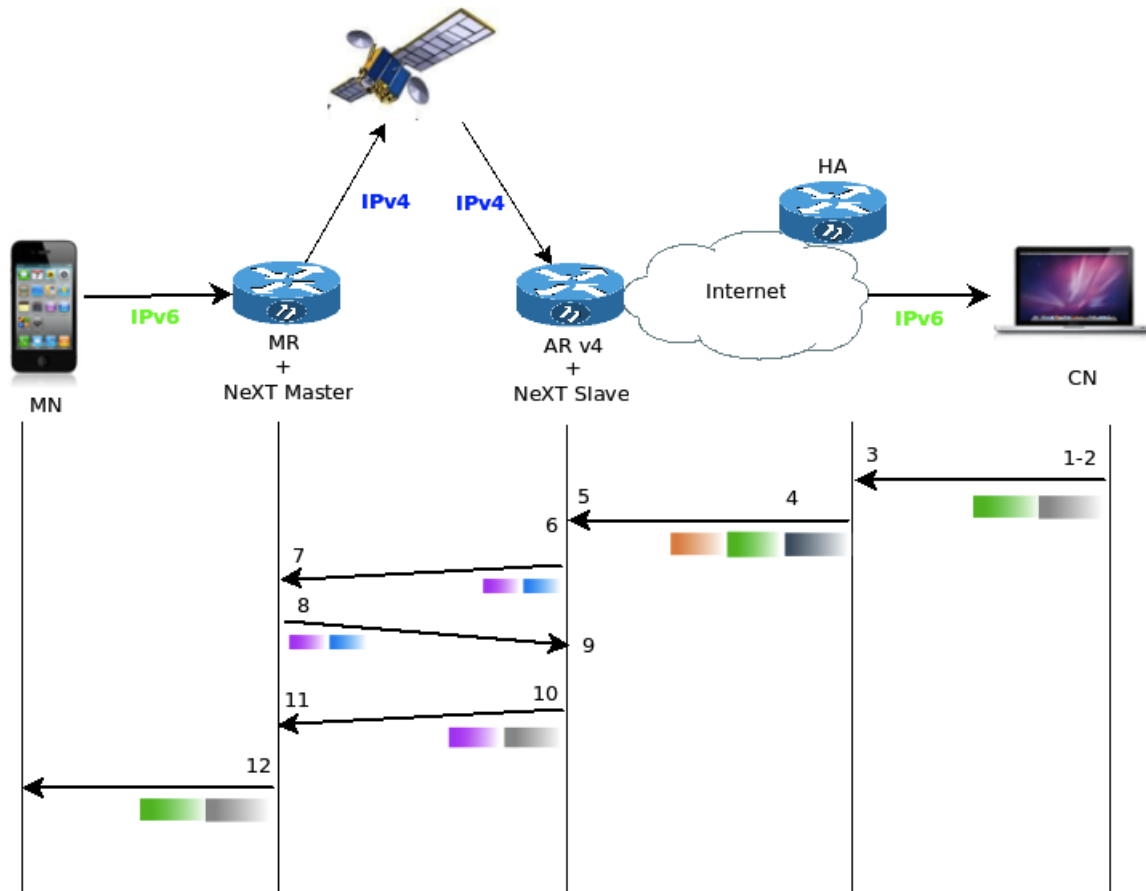 HA
IPv4
IPv4
Internet
IPv6
IPv6
MR
+
NeXT Master
AR v4
+
NeXT Slave
MN
CN
3
1-2
5
4
6
7
8
9
11
10
12